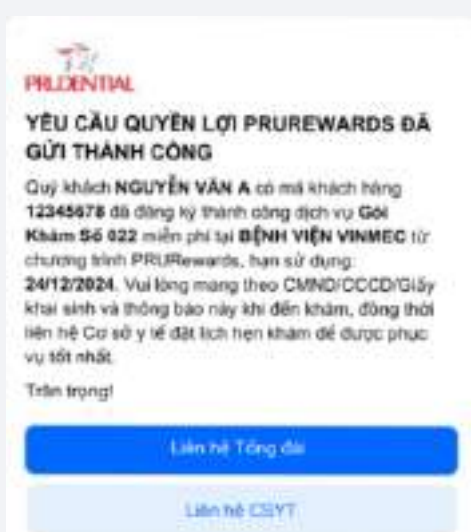 PRUDENTIAL
YÊU CẦU QUYỀN LỢI PRUREWARDS ĐÃ
GỬI THÀNH CÔNG
Quý khách NGUYỄN VĂN A có mã khách hàng
12345678 đã đăng ký thành công dịch vụ Gói
Khám Số 022 miễn phí tại BỆNH VIỆN VINMEC từ
chương trình PRURewards, hạn sử dụng:
24/12/2024. Vui lòng mang theo CMND/CCCD/Giấy
khai sinh và thông báo này khi đến khám, đồng thời
liên hệ Cơ sở y tế đặt lịch hẹn khám để được phục
vụ tốt nhất.
Trân trọng!
Liên hệ Tổng đài
Liên hệ CSYT